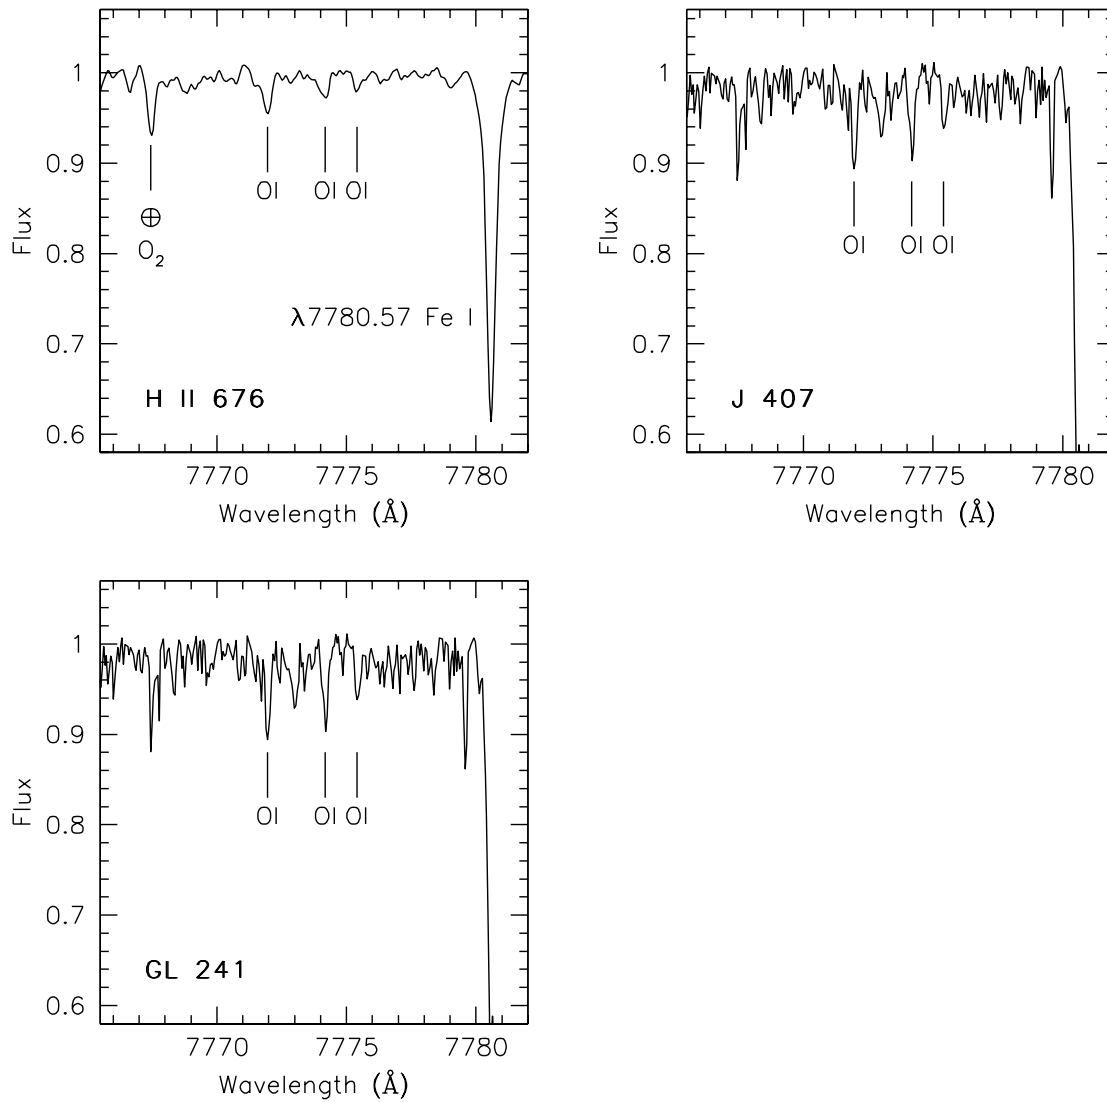 1
0.9
0.8
0.7
0.6
Flux
⊕
O2
OI OI OI
λ7780.57 Fe I
H II 676
7770 7775 7780
Wavelength (Å)
1
0.9
0.8
0.7
0.6
Flux
OI OI OI
J 407
7770 7775 7780
Wavelength (Å)
1
0.9
0.8
0.7
0.6
Flux
OI OI OI
GL 241
7770 7775 7780
Wavelength (Å)